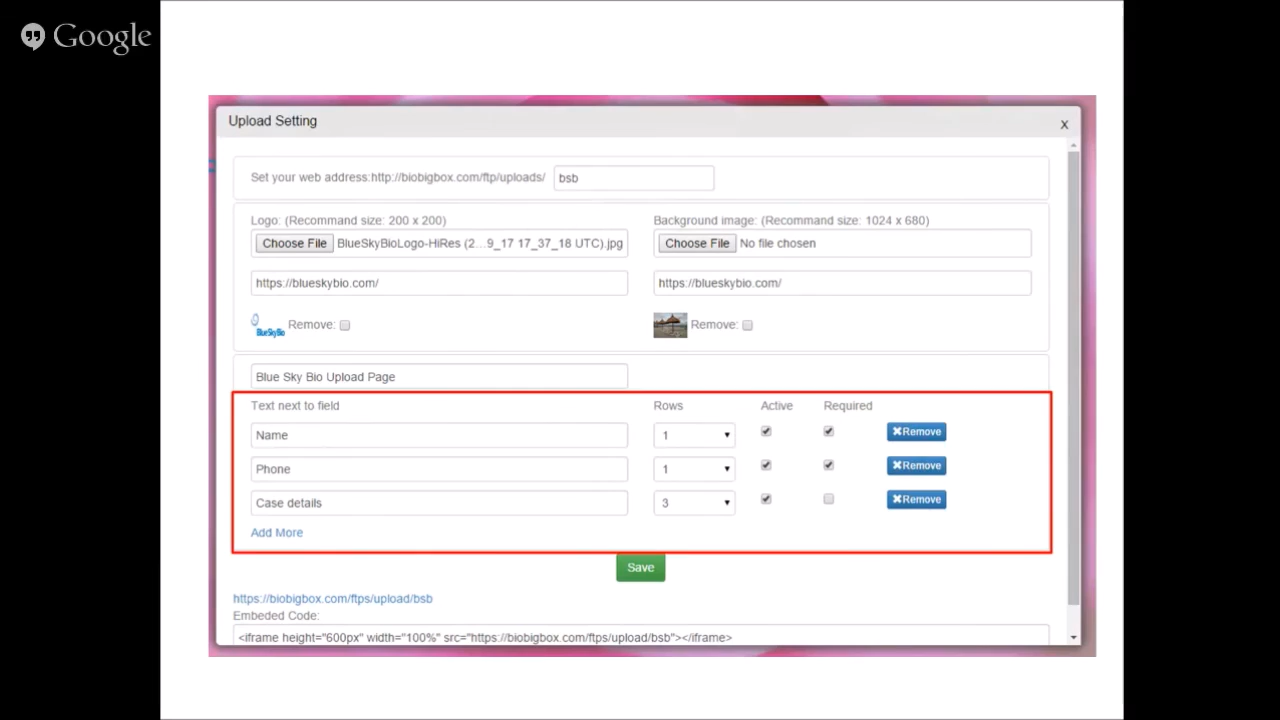 Google
Upload Setting
X
Set your web address:http://biobigbox.com/ftp/uploads/ bsb
Logo: (Recommand size: 200 x 200) Background image: (Recommand size: 1024 x 680)
Choose File BlueSkyBioLogo-HiRes (2...9_17 17_37_18 UTC).jpg Choose File No file chosen
https://blueskybio.com/ https://blueskybio.com/
BlueSkyBio Remove: Remove:
Blue Sky Bio Upload Page
Text next to field Rows Active Required
Name 1 Remove
Phone 1 Remove
Case details 3 Remove
Add More
Save
https://biobigbox.com/ftps/upload/bsb
Embeded Code:
<iframe height="600px" width="100%" src="https://biobigbox.com/ftps/upload/bsb"></iframe>